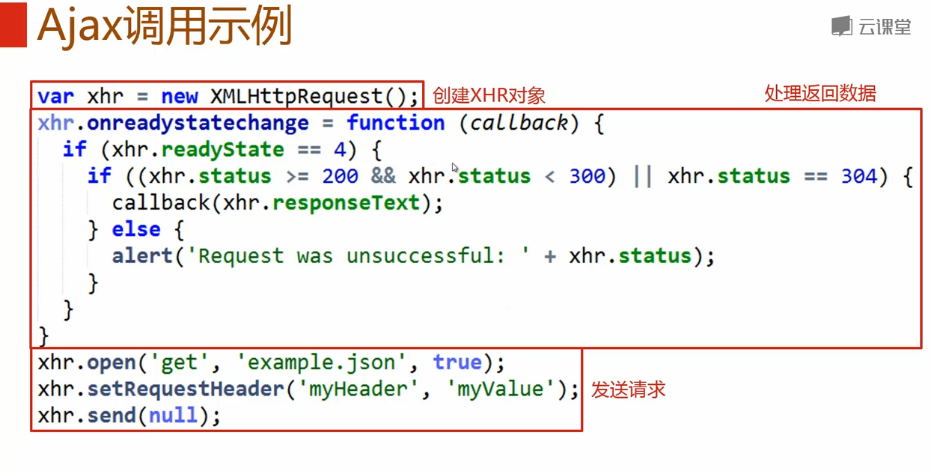 Ajax调用示例
云课堂
var xhr = new XMLHttpRequest(); 创建XHR对象
处理返回数据
xhr.onreadystatechange = function (callback) {
if (xhr.readyState == 4) {
if ((xhr.status >= 200 && xhr.status < 300) || xhr.status == 304) {
callback(xhr.responseText);
} else {
alert('Request was unsuccessful: ' + xhr.status);
}
}
}
xhr.open('get', 'example.json', true);
xhr.setRequestHeader('myHeader', 'myValue'); 发送请求
xhr.send(null);